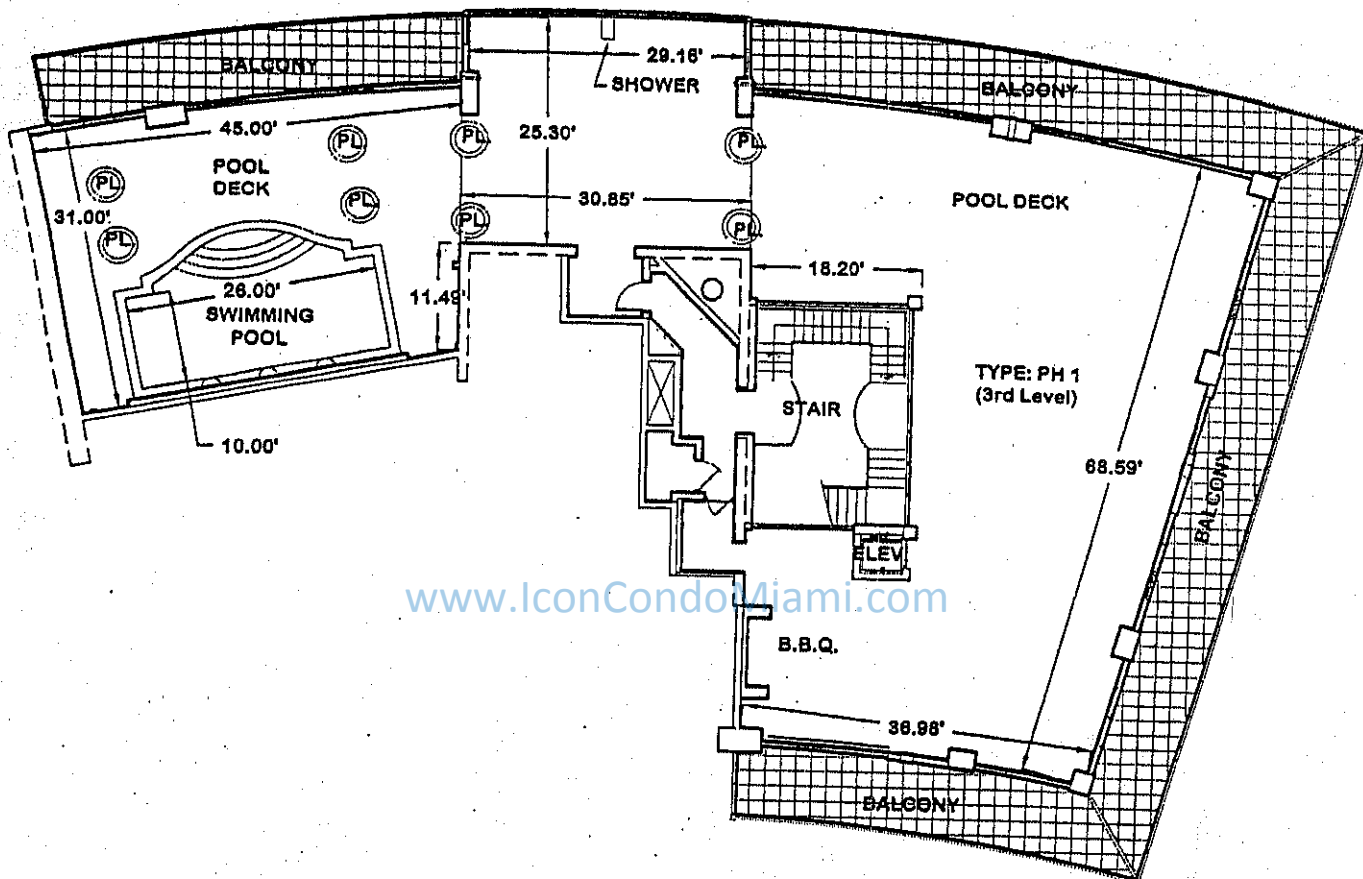 BALCONY
29.16'
SHOWER
BALCONY
45.00'
PL
PL
25.30'
PL
POOL
DECK
PL
PL
30.85'
POOL DECK
31.00'
PL
PL
PL
18.20'
26.00'
11.49'
SWIMMING
POOL
TYPE: PH 1
(3rd Level)
STAIR
10.00'
68.59'
BALCONY
ELEV
www.IconCondoMiami.com
B.B.Q.
36.98'
BALCONY